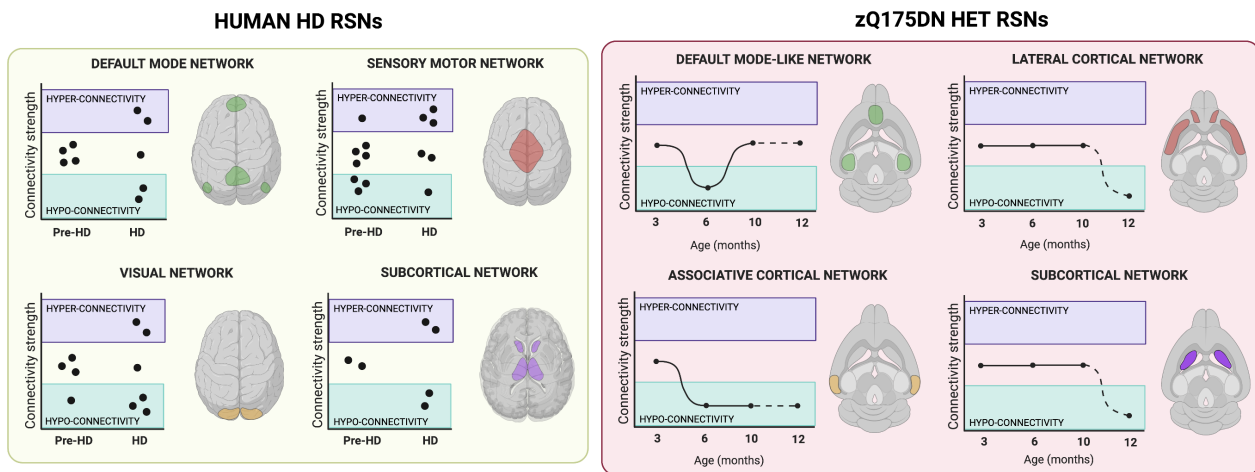 HUMAN HD RSNs
DEFAULT MODE NETWORK
Connectivity strength
HYPER-CONNECTIVITY
HYPO-CONNECTIVITY
Pre-HD HD
SENSORY MOTOR NETWORK
Connectivity strength
HYPER-CONNECTIVITY
HYPO-CONNECTIVITY
Pre-HD HD
VISUAL NETWORK
Connectivity strength
HYPER-CONNECTIVITY
HYPO-CONNECTIVITY
Pre-HD HD
SUBCORTICAL NETWORK
Connectivity strength
HYPER-CONNECTIVITY
HYPO-CONNECTIVITY
Pre-HD HD
zQ175DN HET RSNs
DEFAULT MODE-LIKE NETWORK
Connectivity strength
HYPER-CONNECTIVITY
HYPO-CONNECTIVITY
3 6 10 12
Age (months)
LATERAL CORTICAL NETWORK
Connectivity strength
HYPER-CONNECTIVITY
HYPO-CONNECTIVITY
3 6 10 12
Age (months)
ASSOCIATIVE CORTICAL NETWORK
Connectivity strength
HYPER-CONNECTIVITY
HYPO-CONNECTIVITY
3 6 10 12
Age (months)
SUBCORTICAL NETWORK
Connectivity strength
HYPER-CONNECTIVITY
HYPO-CONNECTIVITY
3 6 10 12
Age (months)